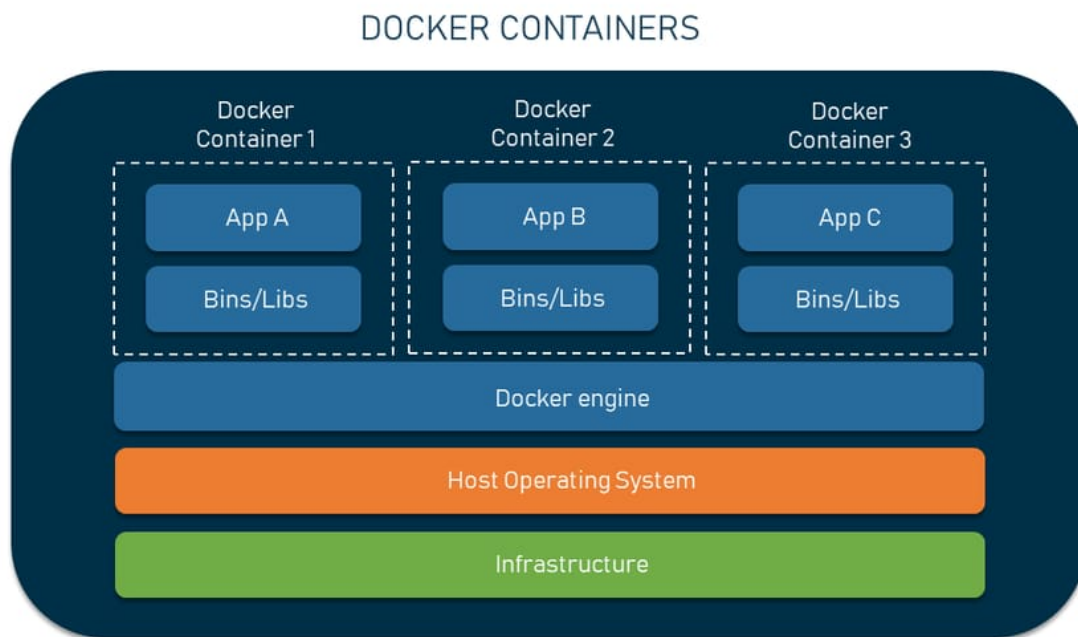 DOCKER CONTAINERS
Docker
Container 1
Docker
Container 2
Docker
Container 3
App A
App B
App C
Bins/Libs
Bins/Libs
Bins/Libs
Docker engine
Host Operating System
Infrastructure